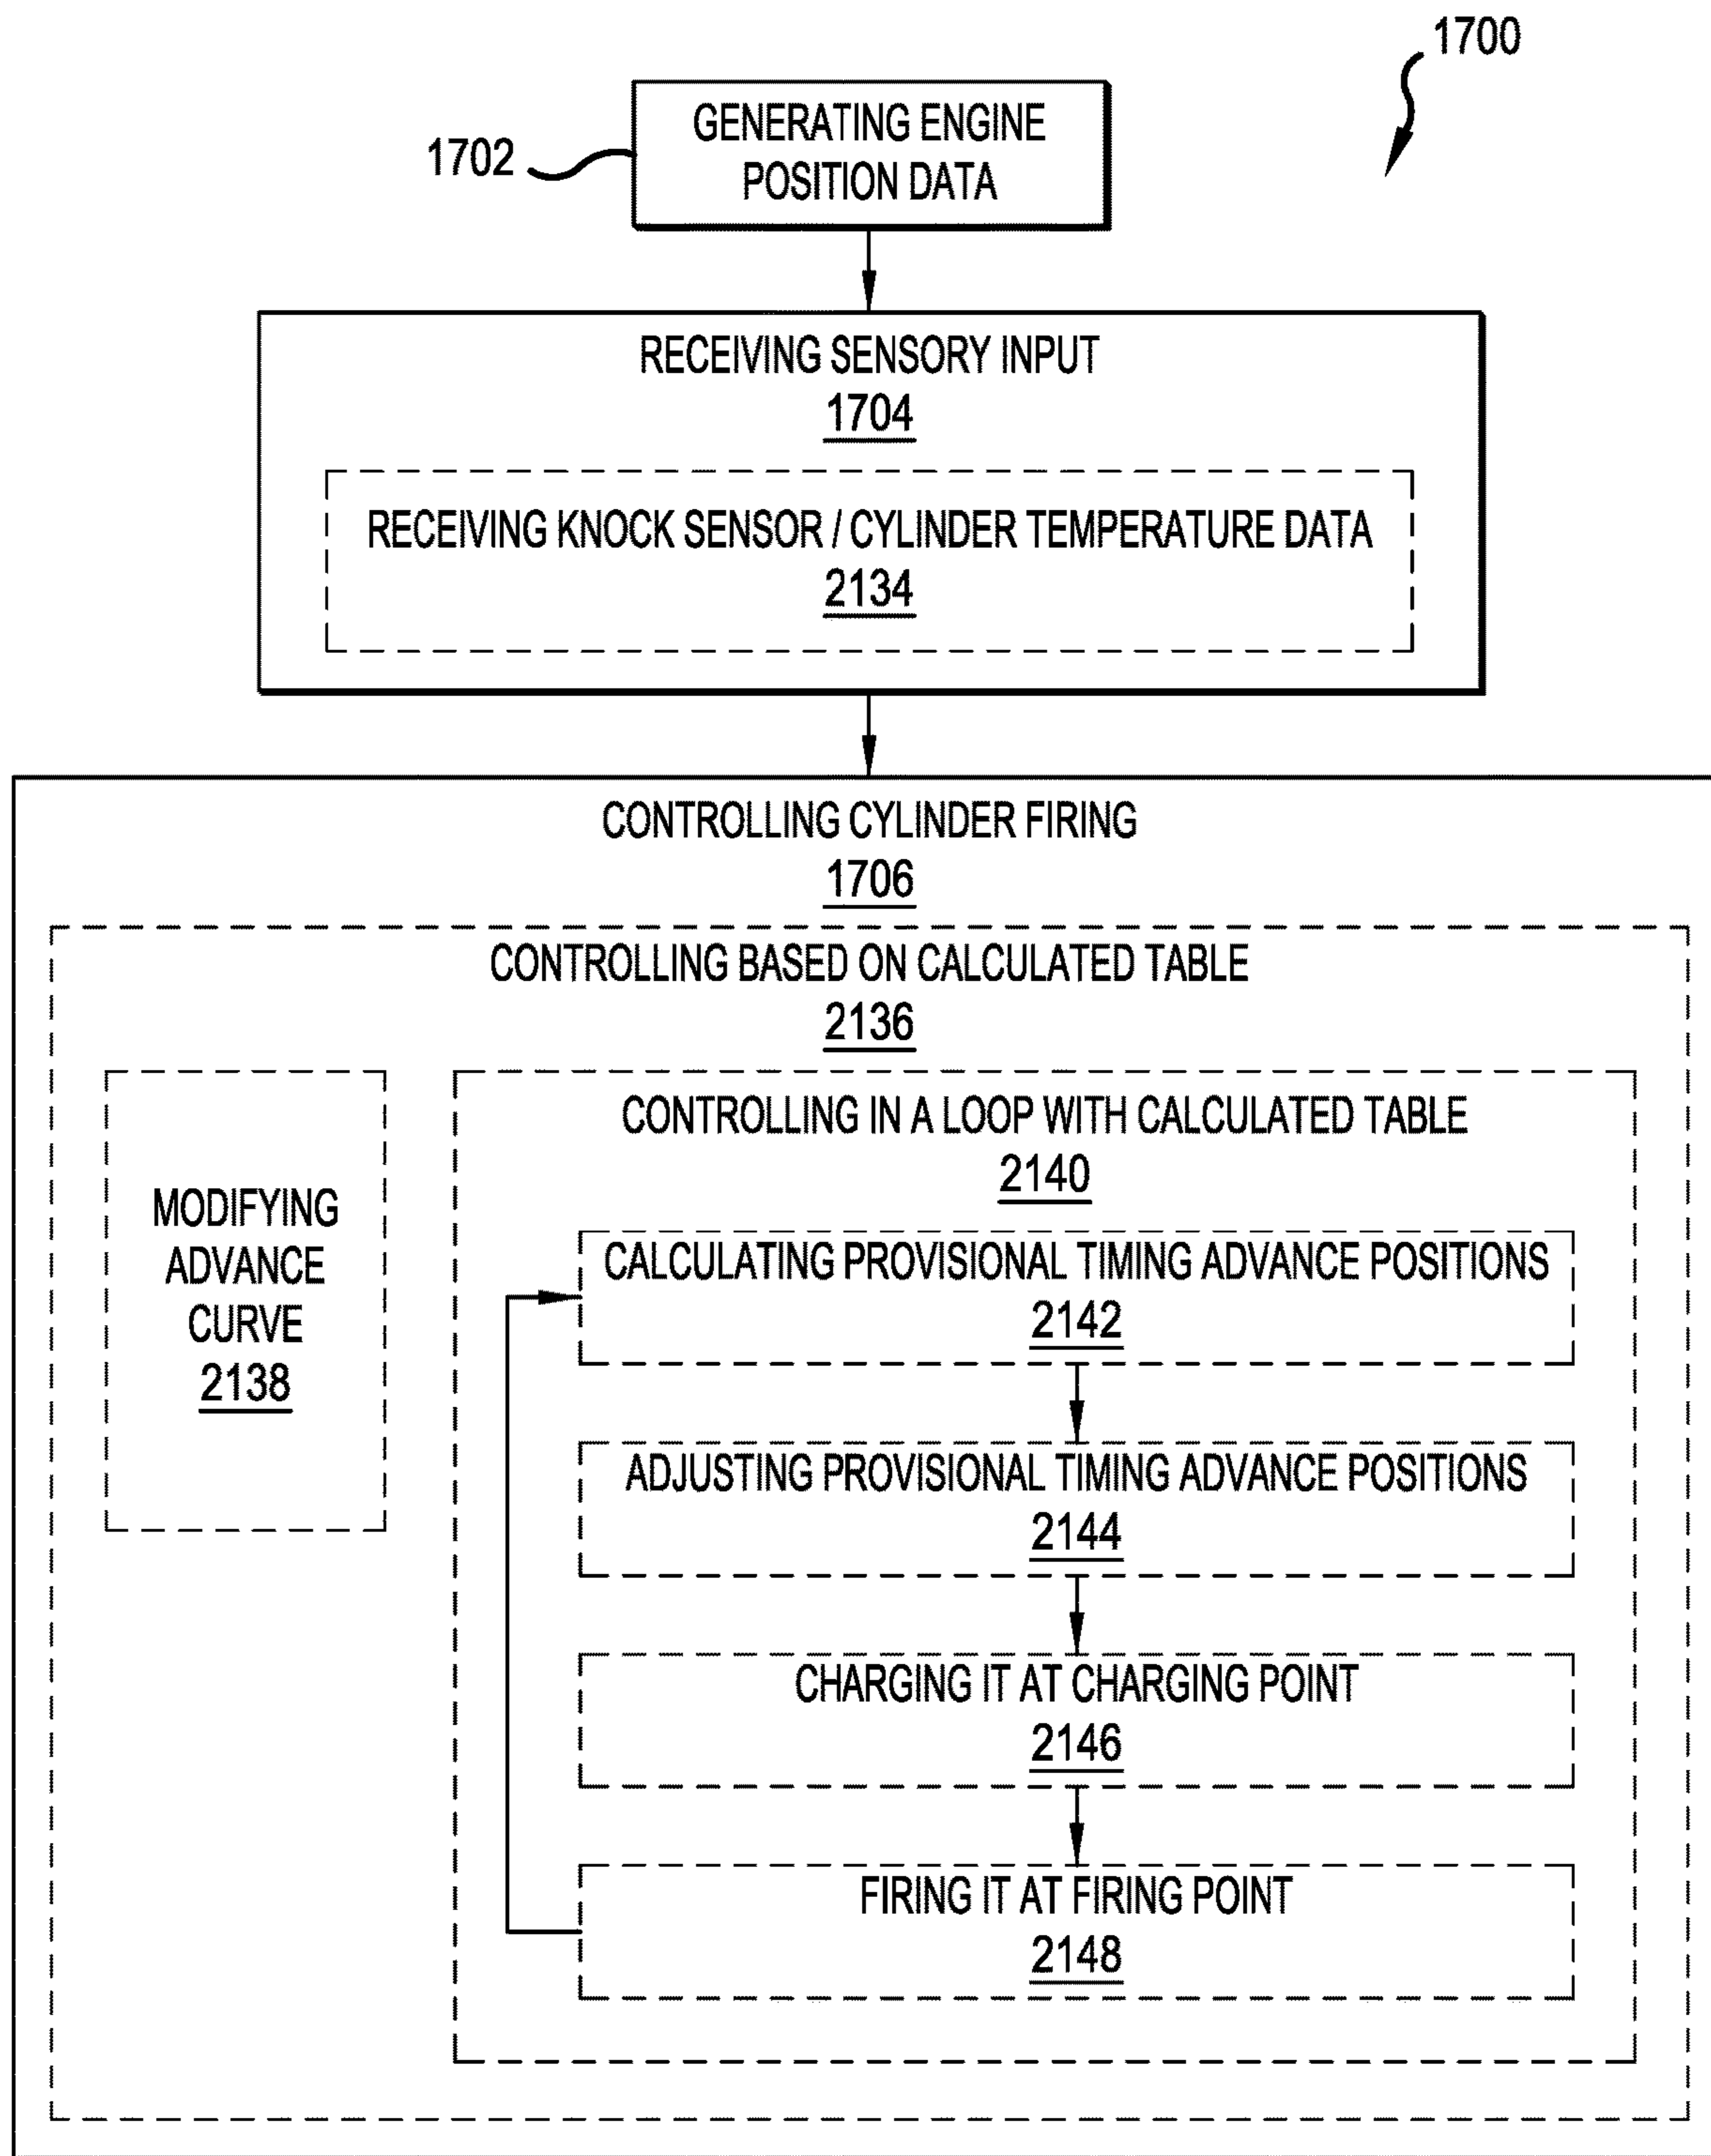 1700
GENERATING ENGINE
POSITION DATA
1702
RECEIVING SENSORY INPUT
1704
RECEIVING KNOCK SENSOR / CYLINDER TEMPERATURE DATA
2134
CONTROLLING CYLINDER FIRING
1706
CONTROLLING BASED ON CALCULATED TABLE
2136
MODIFYING
ADVANCE
CURVE
2138
CONTROLLING IN A LOOP WITH CALCULATED TABLE
2140
CALCULATING PROVISIONAL TIMING ADVANCE POSITIONS
2142
ADJUSTING PROVISIONAL TIMING ADVANCE POSITIONS
2144
CHARGING IT AT CHARGING POINT
2146
FIRING IT AT FIRING POINT
2148